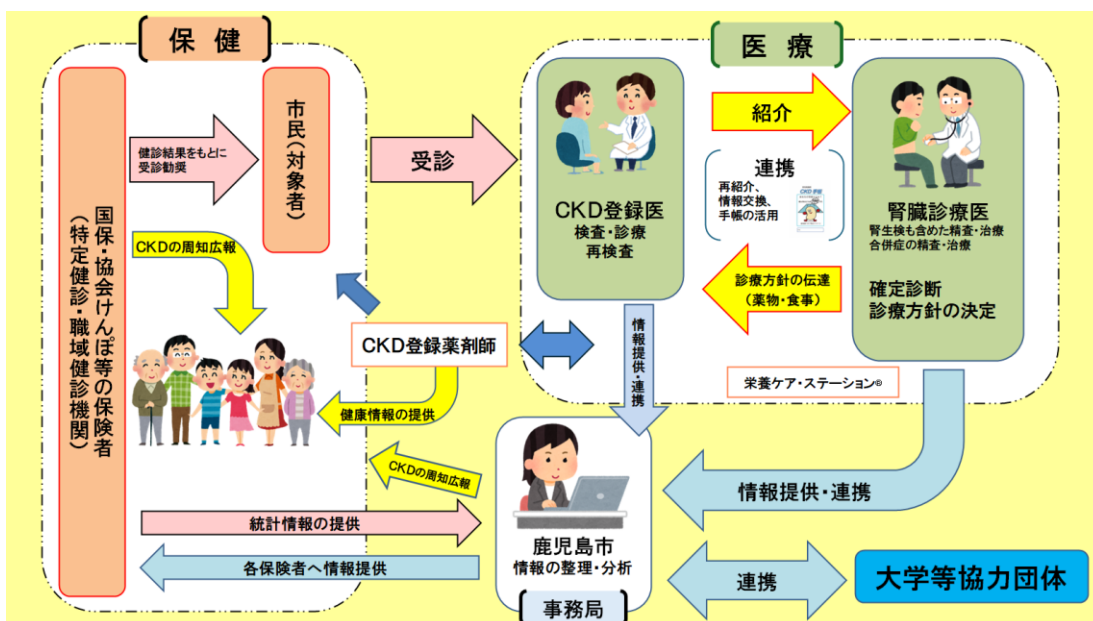 保健
国保・協会けんぽ等の保険者
（特定健診・職域健診機関）
健診結果をもとに
受診勧奨
市民（対象者）
CKDの周知広報
受診
医療
CKD登録医
検査・診療
再検査
紹介
連携
再紹介、
情報交換、
手帳の活用
診療方針の伝達
（薬物・食事）
腎臓診療医
腎生検も含めた精査・治療
合併症の精査・治療
確定診断
診療方針の決定
CKD登録薬剤師
健康情報の提供
情報提供・連携
栄養ケア・ステーション®
CKDの周知広報
情報提供・連携
統計情報の提供
各保険者へ情報提供
鹿児島市
情報の整理・分析
事務局
連携
大学等協力団体